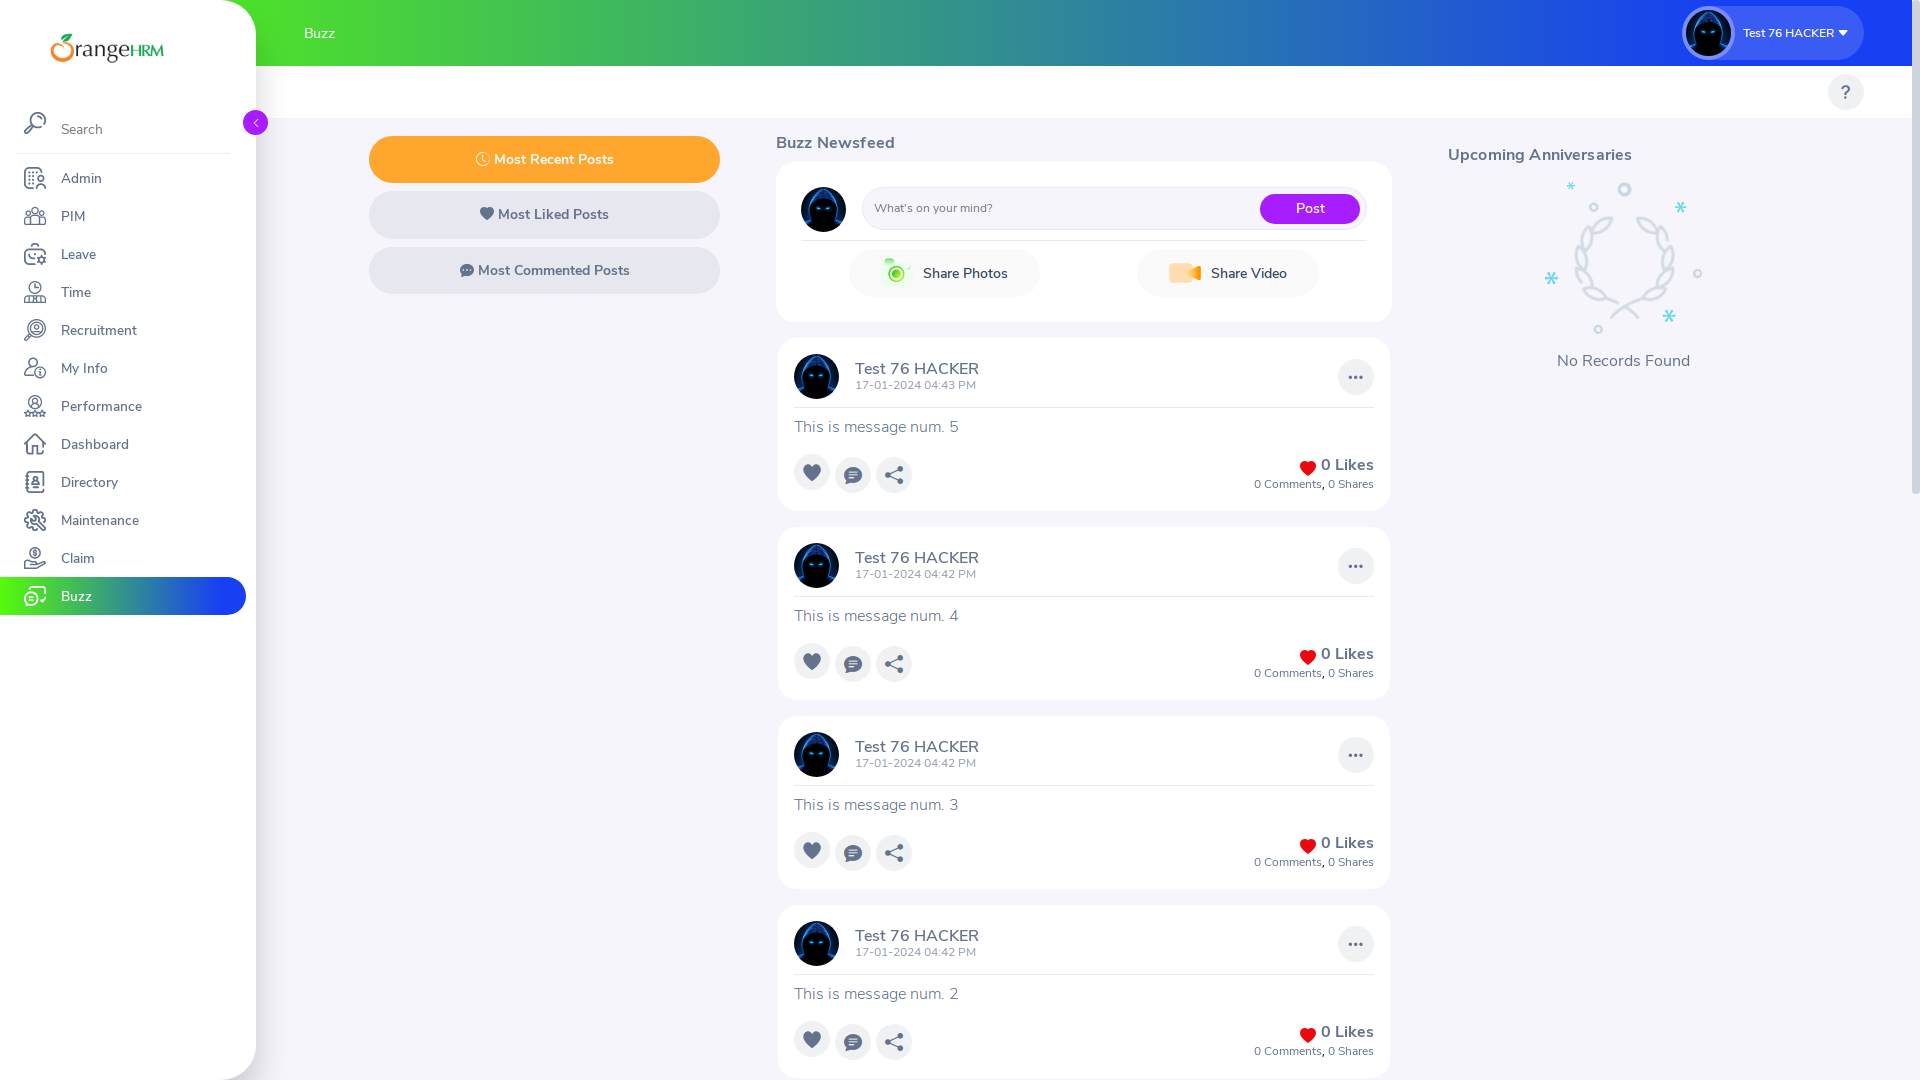 OrangeHRM
Search
Admin
PIM
Leave
Time
Recruitment
My Info
Performance
Dashboard
Directory
Maintenance
Claim
Buzz
Buzz
Test 76 HACKER
?
Most Recent Posts
Most Liked Posts
Most Commented Posts
Buzz Newsfeed
What's on your mind?
Post
Share Photos
Share Video
Test 76 HACKER
17-01-2024 04:43 PM
This is message num. 5
0 Likes
0 Comments, 0 Shares
Test 76 HACKER
17-01-2024 04:42 PM
This is message num. 4
0 Likes
0 Comments, 0 Shares
Test 76 HACKER
17-01-2024 04:42 PM
This is message num. 3
0 Likes
0 Comments, 0 Shares
Test 76 HACKER
17-01-2024 04:42 PM
This is message num. 2
0 Likes
0 Comments, 0 Shares
Upcoming Anniversaries
No Records Found